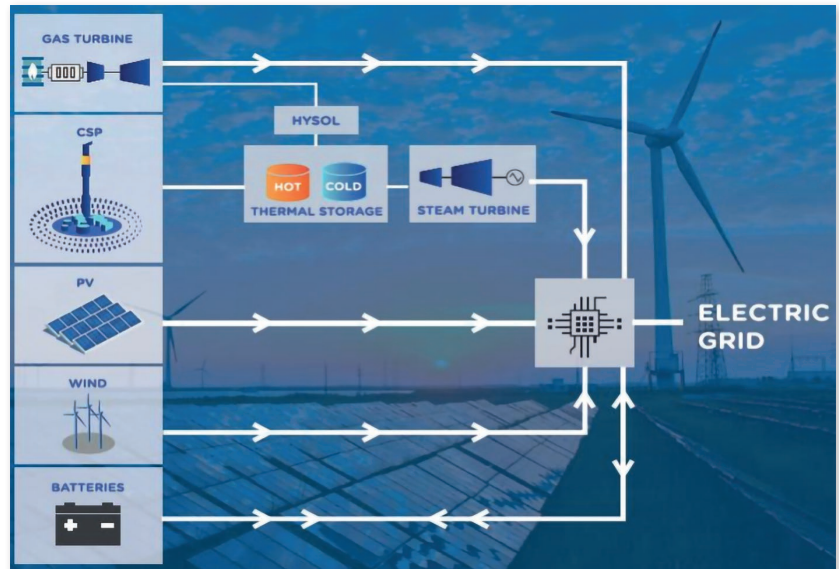 GAS TURBINE
HYSOL
CSP
HOT
COLD
THERMAL STORAGE
STEAM TURBINE
PV
ELECTRIC
GRID
WIND
BATTERIES